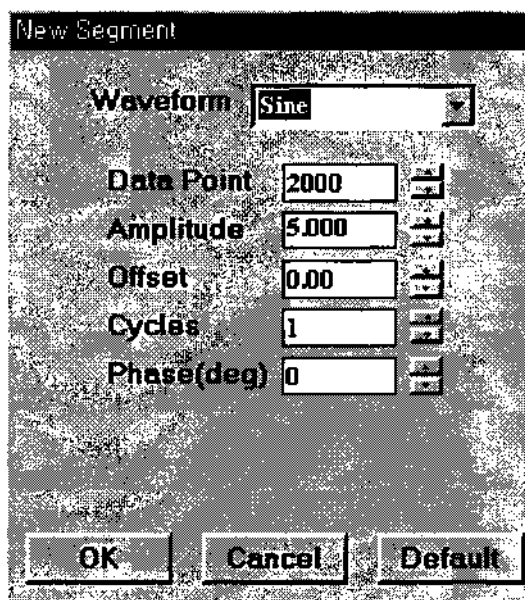 New Segment
Waveform Sine
Data Point 2000
Amplitude 5.000
Offset 0.00
Cycles 1
Phase(deg) 0
OK Cancel Default